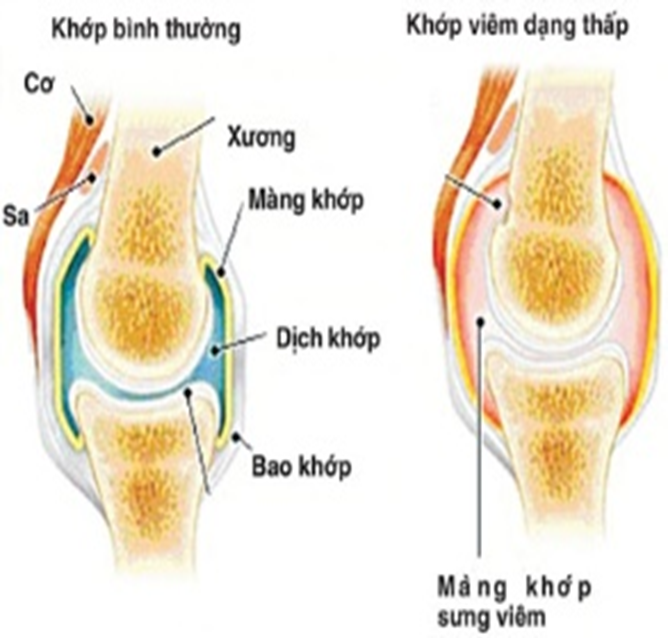 Khớp bình thường
Khớp viêm dạng thấp
Cơ
Xương
Sa
Màng khớp
Dịch khớp
Bao khớp
Màng khớp
sưng viêm